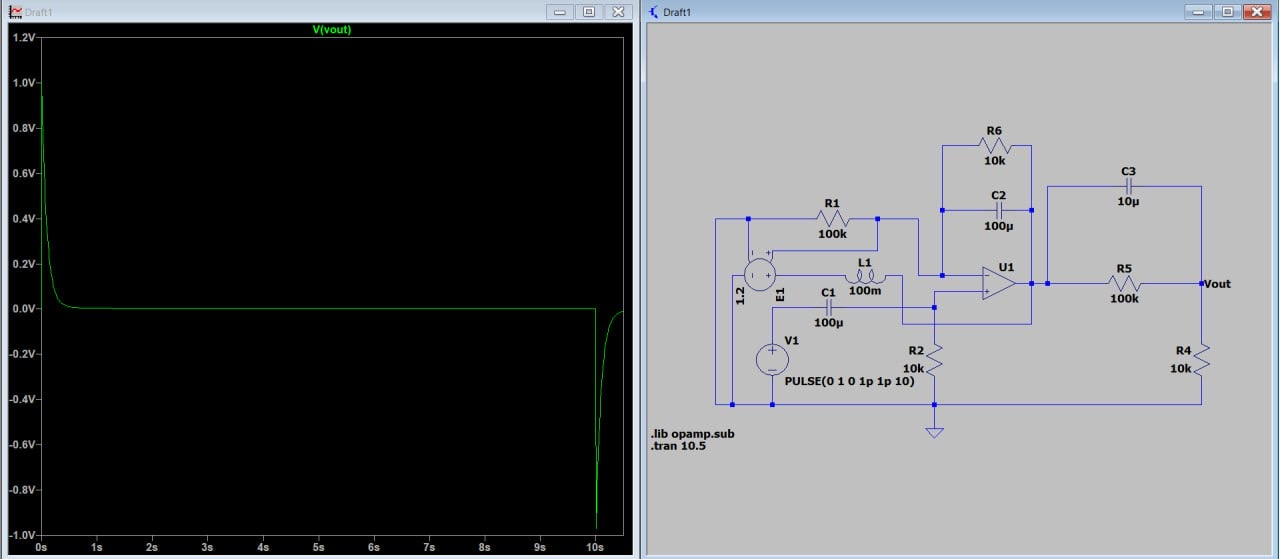 Draft1
V(vout)
1.2V
1.0V
0.8V
0.6V
0.4V
0.2V
0.0V
-0.2V
-0.4V
-0.6V
-0.8V
-1.0V
0s 1s 2s 3s 4s 5s 6s 7s 8s 9s 10s
Draft1
R6
10k
C3
10µ
C2
100µ
R1
100k
U1
L1
100m
R5
100k
Vout
1.2
E1
C1
100µ
V1
PULSE(0 1 0 1p 1p 10)
R2
10k
R4
10k
.lib opamp.sub
.tran 10.5